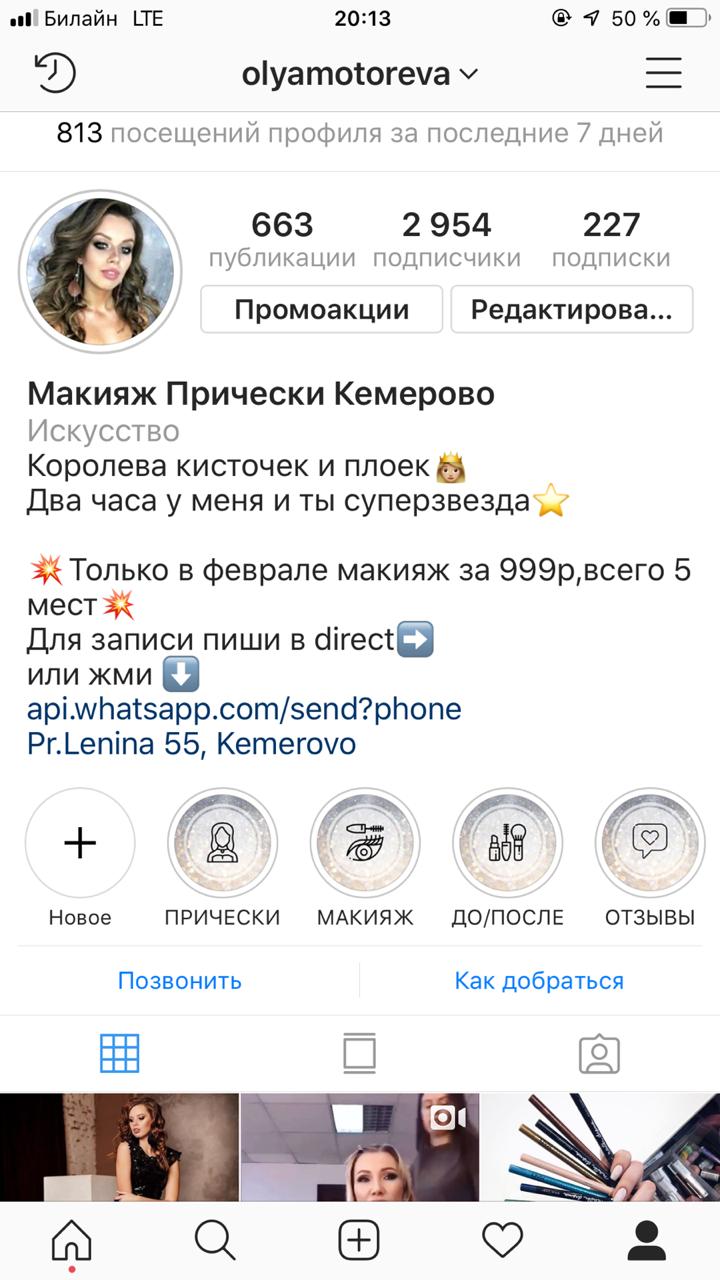 Билайн LTE 20:13 50 %
olyamotoreva
813 посещений профиля за последние 7 дней
663 2 954 227
публикации подписчики подписки
Промоакции Редактирова...
Макияж Прически Кемерово
Искусство
Королева кисточек и плоек👸🏼
Два часа у меня и ты суперзвезда⭐
💥Только в феврале макияж за 999р,всего 5
мест💥
Для записи пиши в direct➡️
или жми ⬇️
api.whatsapp.com/send?phone
Pr.Lenina 55, Kemerovo
Новое ПРИЧЕСКИ МАКИЯЖ ДО/ПОСЛЕ ОТЗЫВЫ
Позвонить Как добраться